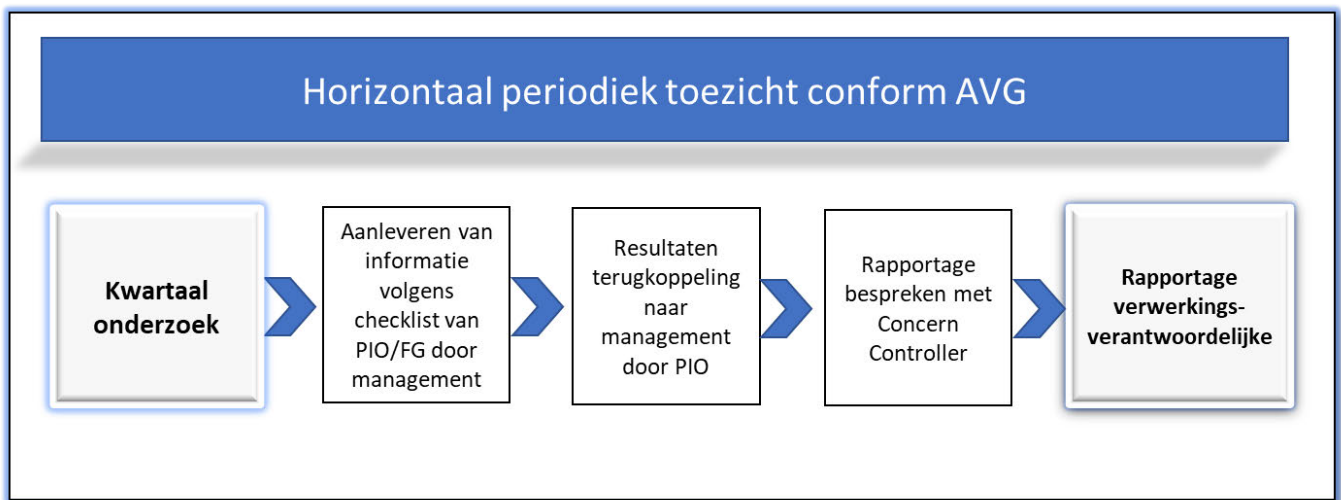 Horizontaal periodiek toezicht conform AVG
Kwartaal
onderzoek
Aanleveren van
informatie
volgens
checklist van
PIO/FG door
management
Resultaten
terugkoppeling
naar
management
door PIO
Rapportage
bespreken met
Concern
Controller
Rapportage
verwerkings-
verantwoordelijke